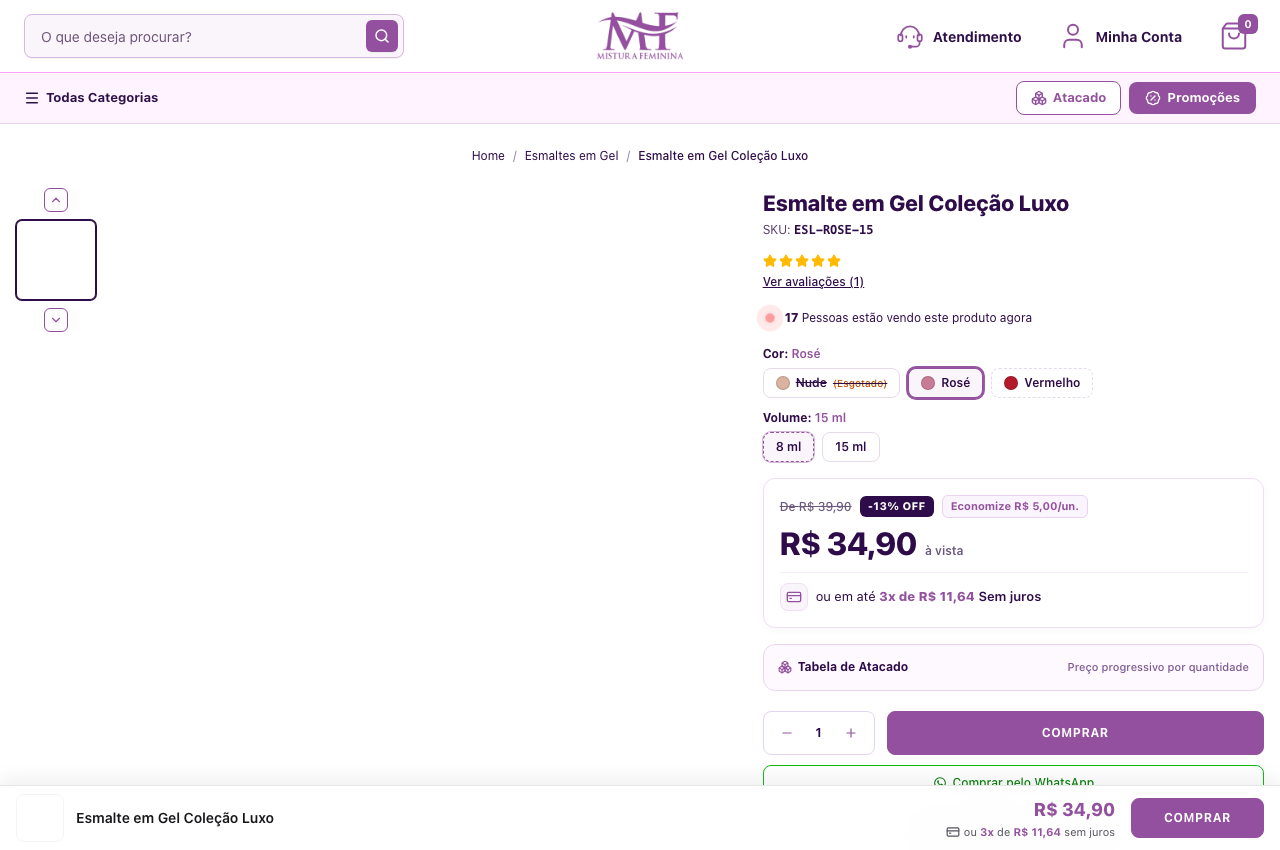 O que deseja procurar?
MF
MISTURA FEMININA
Atendimento
Minha Conta
0
Todas Categorias
Atacado
Promoções
Home / Esmaltes em Gel / Esmalte em Gel Coleção Luxo
Esmalte em Gel Coleção Luxo
SKU: ESL-ROSE-15
Ver avaliações (1)
17 Pessoas estão vendo este produto agora
Cor: Rosé
Nude (Esgotado)
Rosé
Vermelho
Volume: 15 ml
8 ml
15 ml
De R$ 39,90
-13% OFF
Economize R$ 5,00/un.
R$ 34,90 à vista
ou em até 3x de R$ 11,64 Sem juros
Tabela de Atacado
Preço progressivo por quantidade
1
COMPRAR
Comprar pelo WhatsApp
Esmalte em Gel Coleção Luxo
R$ 34,90
ou 3x de R$ 11,64 sem juros
COMPRAR